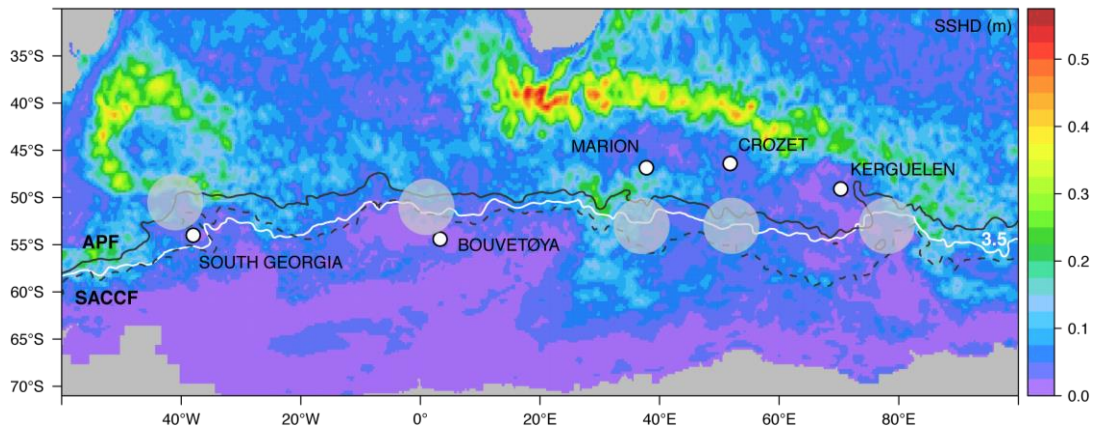 SSHD (m)
35°S
40°S
45°S
50°S
55°S
60°S
65°S
70°S
MARION
CROZET
KERGUELEN
APF
SOUTH GEORGIA
BOUVETØYA
3.5
SACCF
40°W
20°W
0°
20°E
40°E
60°E
80°E
0.5
0.4
0.3
0.2
0.1
0.0